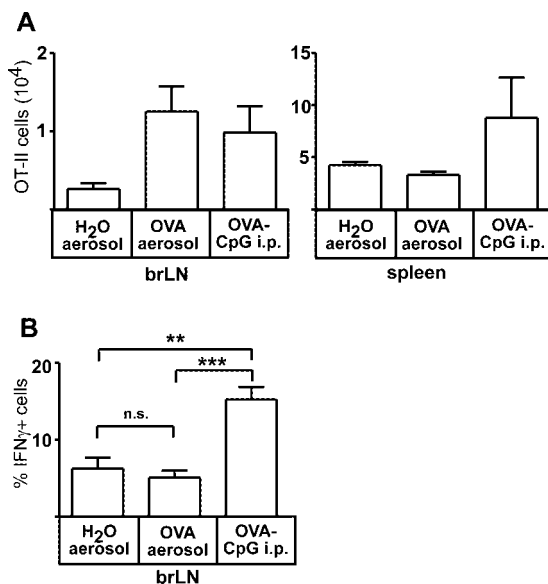 A
OT-II cells (10⁴)
2
1
H₂O aerosol
OVA aerosol
OVA-CpG i.p.
brLN
15
10
5
H₂O aerosol
OVA aerosol
OVA-CpG i.p.
spleen
B
% IFNγ+ cells
20
10
**
***
n.s.
H₂O aerosol
OVA aerosol
OVA-CpG i.p.
brLN